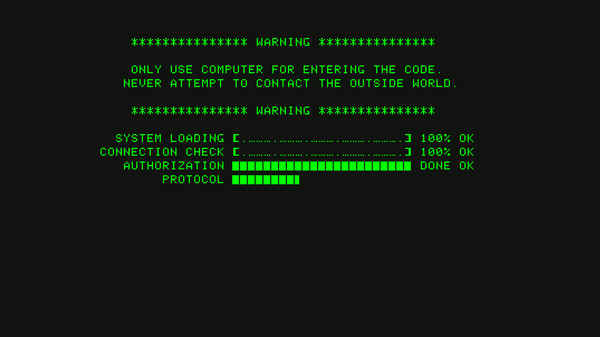 *************** WARNING ***************
ONLY USE COMPUTER FOR ENTERING THE CODE.
NEVER ATTEMPT TO CONTACT THE OUTSIDE WORLD.
*************** WARNING ***************
SYSTEM LOADING [.…………………………………………………….] 100% OK
CONNECTION CHECK [.…………………………………………………….] 100% OK
AUTHORIZATION ███████████████████████ DONE OK
PROTOCOL ████████▌